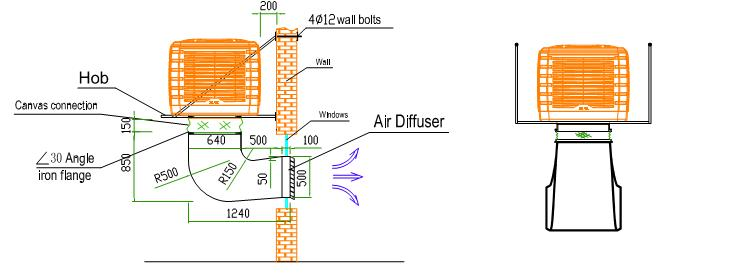 200
4Ø12 wall bolts
Wall
Hob
Canvas connection
Windows
150
Air Diffuser
640
500
100
∠30 Angle
iron flange
850
R500
R150
50
500
1240